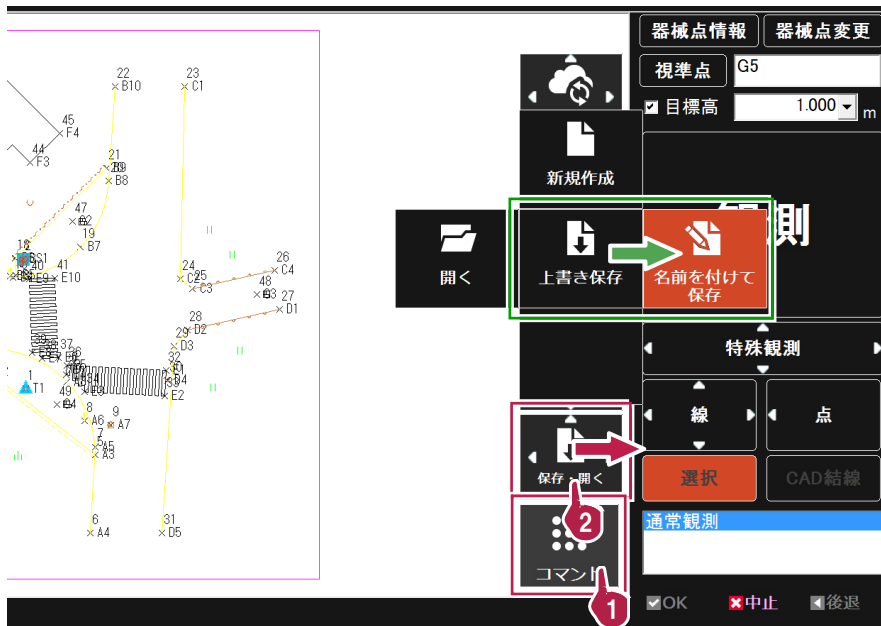 器械点情報
器械点変更
視準点
G5
目標高
1.000
m
新規作成
開く
上書き保存
名前を付けて
保存
測
特殊観測
線
点
保存・開く
選択
CAD結線
コマンド
通常観測
OK
中止
後退
1
2
22
B10
23
C1
45
F4
44
F3
21
B9
B8
47
19
B7
41
E10
24
C2
25
C3
26
C4
48
27
D1
28
D2
29
D3
32
D4
E2
1
T1
49
8
A6
9
A7
7
5
A5
A3
6
A4
31
D5